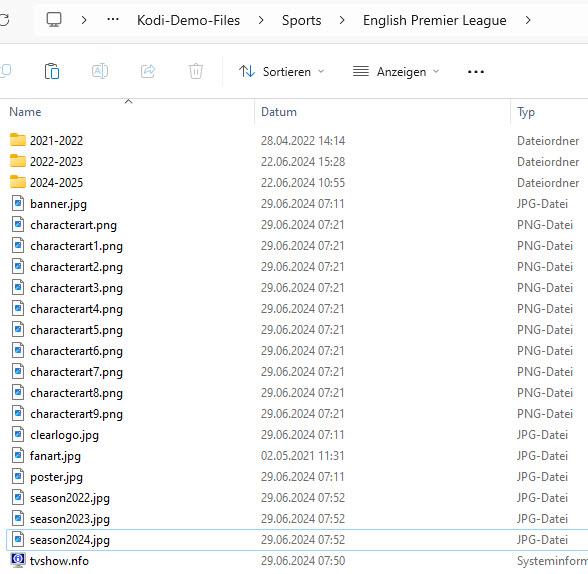 Kodi-Demo-Files Sports English Premier League
Sortieren Anzeigen
Name Datum Typ
2021-2022 28.04.2022 14:14 Dateiordner
2022-2023 22.06.2024 15:28 Dateiordner
2024-2025 22.06.2024 10:55 Dateiordner
banner.jpg 29.06.2024 07:11 JPG-Datei
characterart.png 29.06.2024 07:21 PNG-Datei
characterart1.png 29.06.2024 07:21 PNG-Datei
characterart2.png 29.06.2024 07:21 PNG-Datei
characterart3.png 29.06.2024 07:21 PNG-Datei
characterart4.png 29.06.2024 07:21 PNG-Datei
characterart5.png 29.06.2024 07:21 PNG-Datei
characterart6.png 29.06.2024 07:21 PNG-Datei
characterart7.png 29.06.2024 07:21 PNG-Datei
characterart8.png 29.06.2024 07:21 PNG-Datei
characterart9.png 29.06.2024 07:21 PNG-Datei
clearlogo.jpg 29.06.2024 07:11 JPG-Datei
fanart.jpg 02.05.2021 11:31 JPG-Datei
poster.jpg 29.06.2024 07:11 JPG-Datei
season2022.jpg 29.06.2024 07:52 JPG-Datei
season2023.jpg 29.06.2024 07:52 JPG-Datei
season2024.jpg 29.06.2024 07:52 JPG-Datei
tvshow.nfo 29.06.2024 07:50 Systeminform